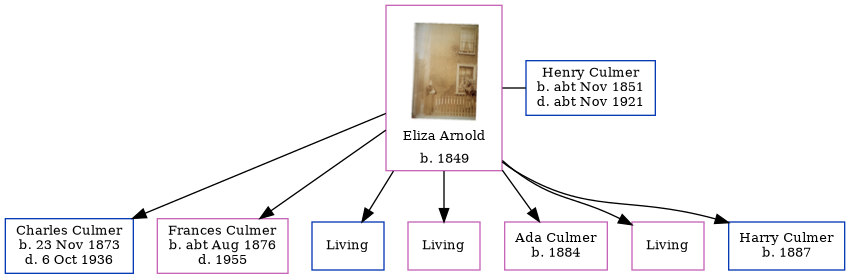 Eliza Arnold
b. 1849
Henry Culmer
b. abt Nov 1851
d. abt Nov 1921
Charles Culmer
b. 23 Nov 1873
d. 6 Oct 1936
Frances Culmer
b. abt Aug 1876
d. 1955
Living
Living
Ada Culmer
b. 1884
Living
Harry Culmer
b. 1887